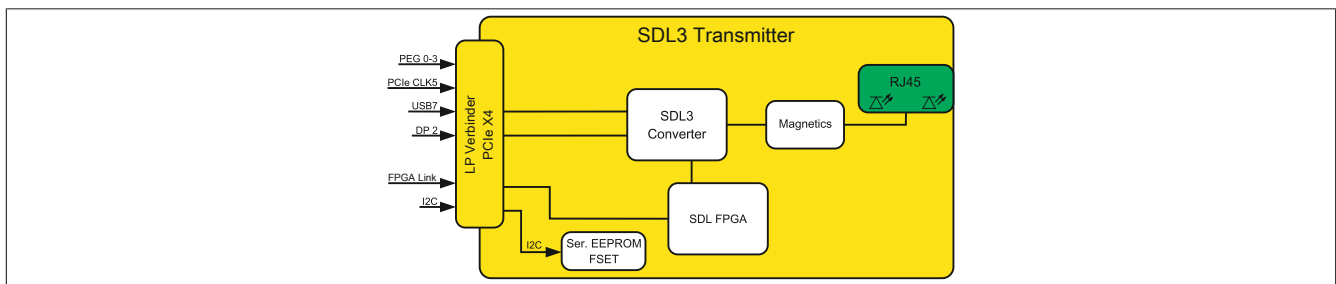 SDL3 Transmitter
PEG 0-3
PCIe CLK5
USB7
DP 2
FPGA Link
I2C
LP Verbinder
PCIe X4
SDL3
Converter
Magnetics
RJ45
SDL FPGA
I2C
Ser. EEPROM
FSET